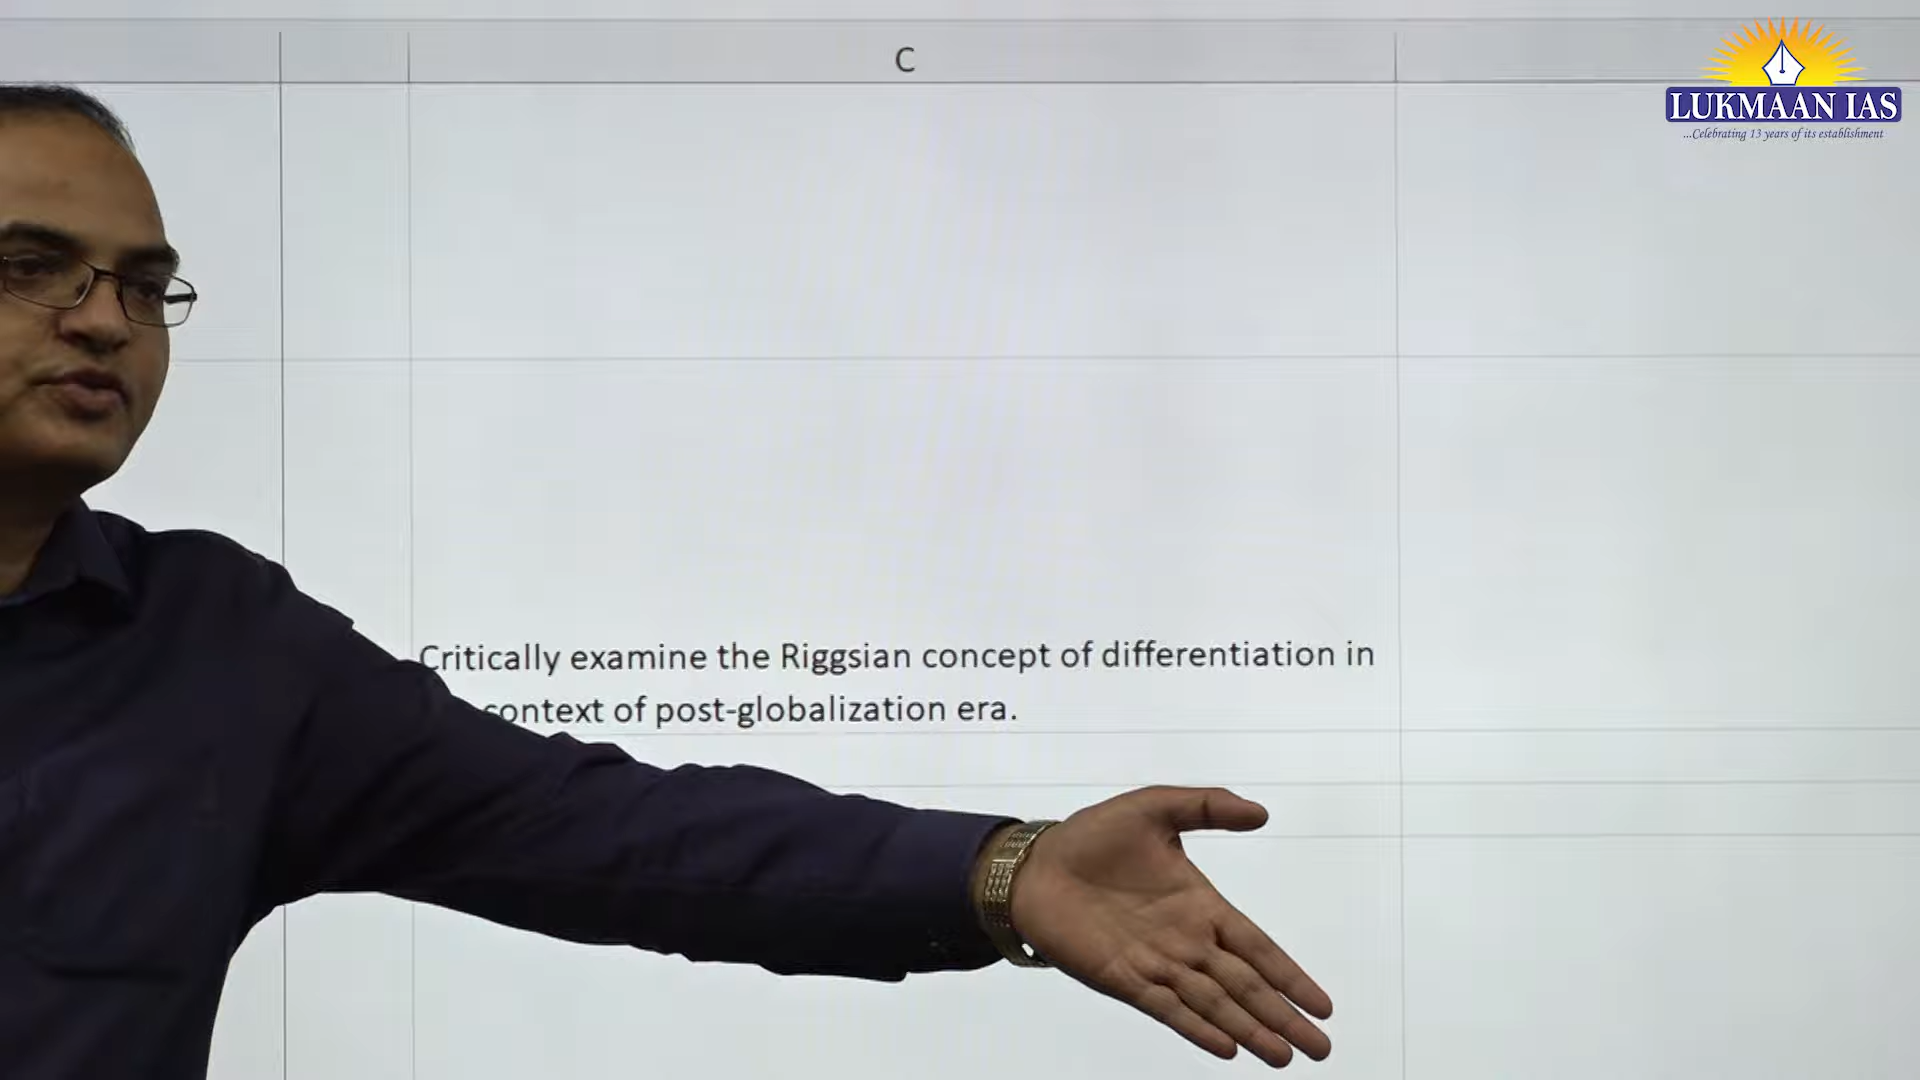 C
LUKMAAN IAS
...Celebrating 13 years of its establishment
Critically examine the Riggsian concept of differentiation in
context of post-globalization era.